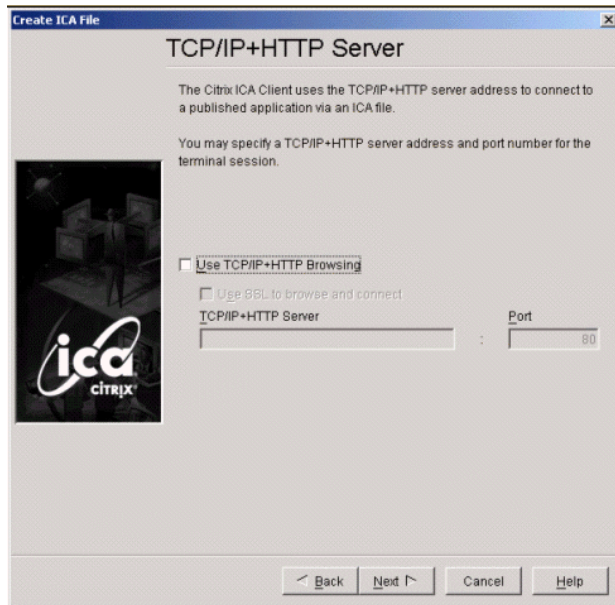 Create ICA File
TCP/IP+HTTP Server
The Citrix ICA Client uses the TCP/IP+HTTP server address to connect to
a published application via an ICA file.
You may specify a TCP/IP+HTTP server address and port number for the
terminal session.
Use TCP/IP+HTTP Browsing
Use SSL to browse and connect
TCP/IP+HTTP Server
Port
:
80
ica
CITRIX
< Back
Next >
Cancel
Help